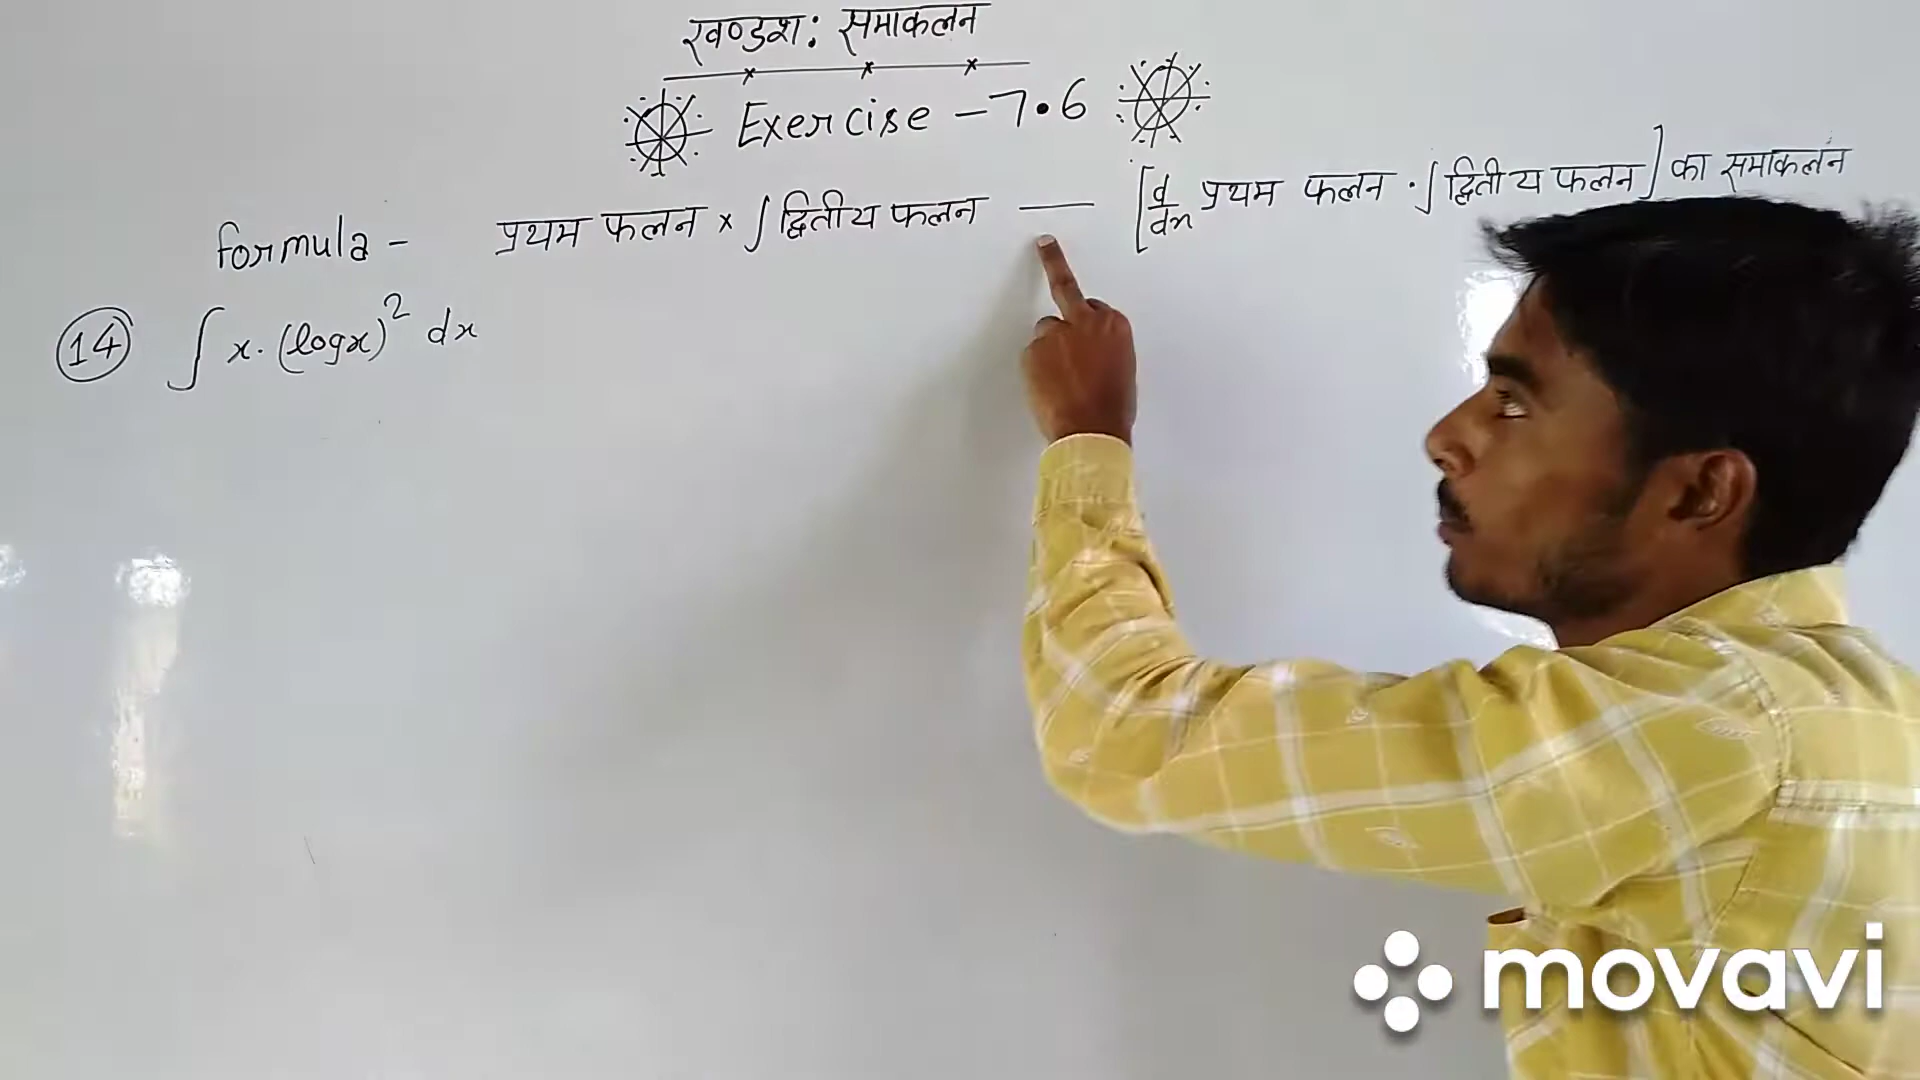 खण्डश: समाकलन
Exercise - 7.6
formula - प्रथम फलन × ∫ द्वितीय फलन — [d/dx प्रथम फलन · ∫ द्वितीय फलन] का समाकलन
(14) ∫ x. (logx)² dx
movavi